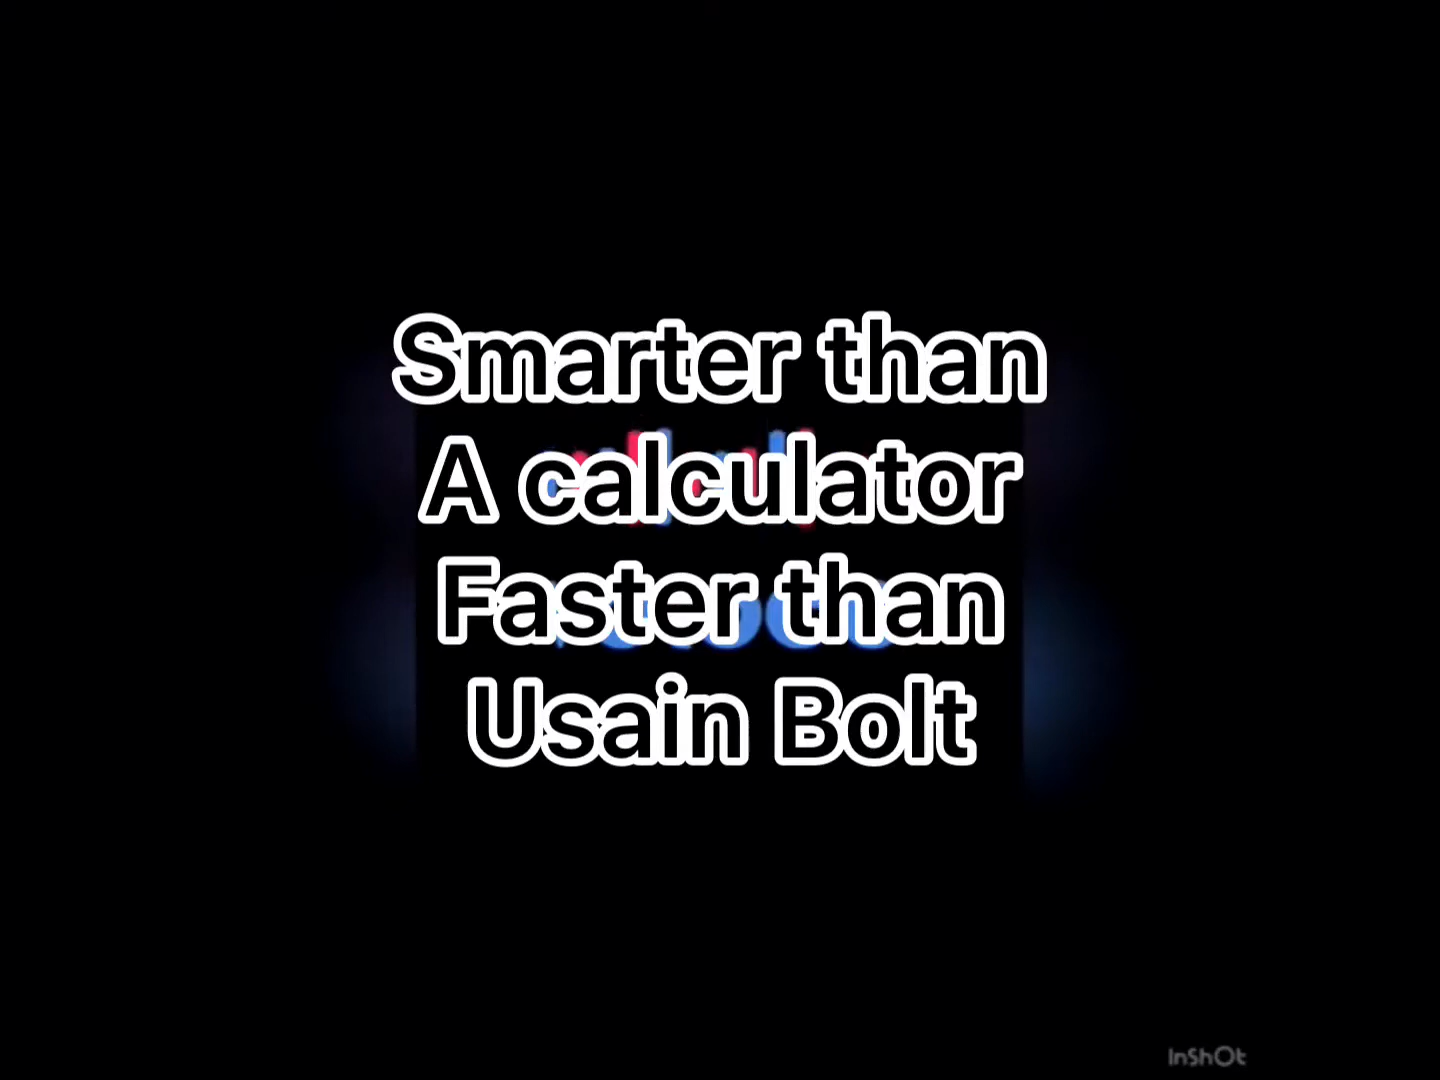 Smarter than
A calculator
Faster than
Usain Bolt
InShOt